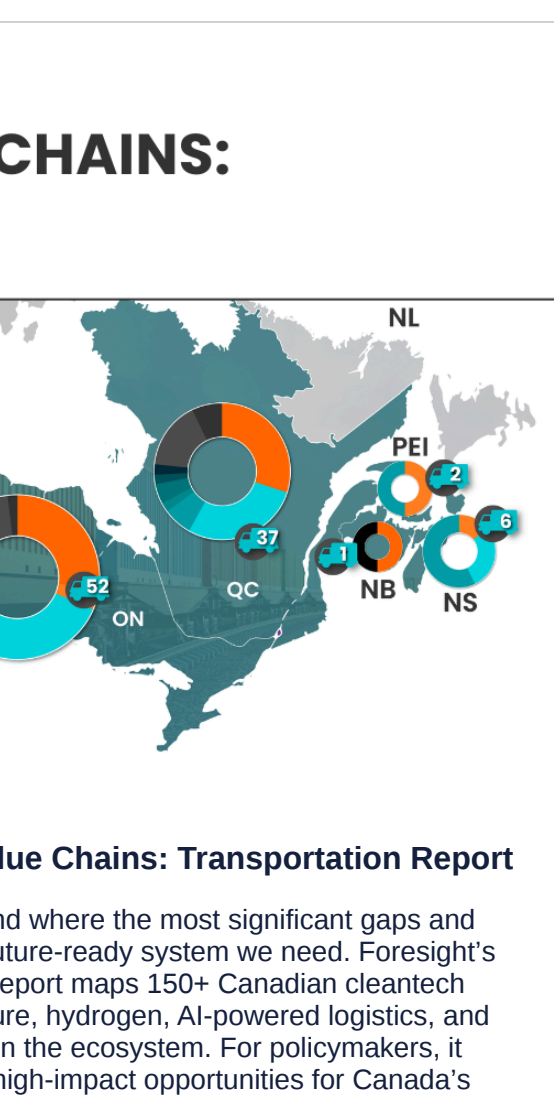 CHAINS:
NL
PEI
2
37
6
1
52
QC
NB
NS
ON
lue Chains: Transportation Report
nd where the most significant gaps and
uture-ready system we need. Foresight’s
eport maps 150+ Canadian cleantech
ure, hydrogen, AI-powered logistics, and
n the ecosystem. For policymakers, it
high-impact opportunities for Canada’s